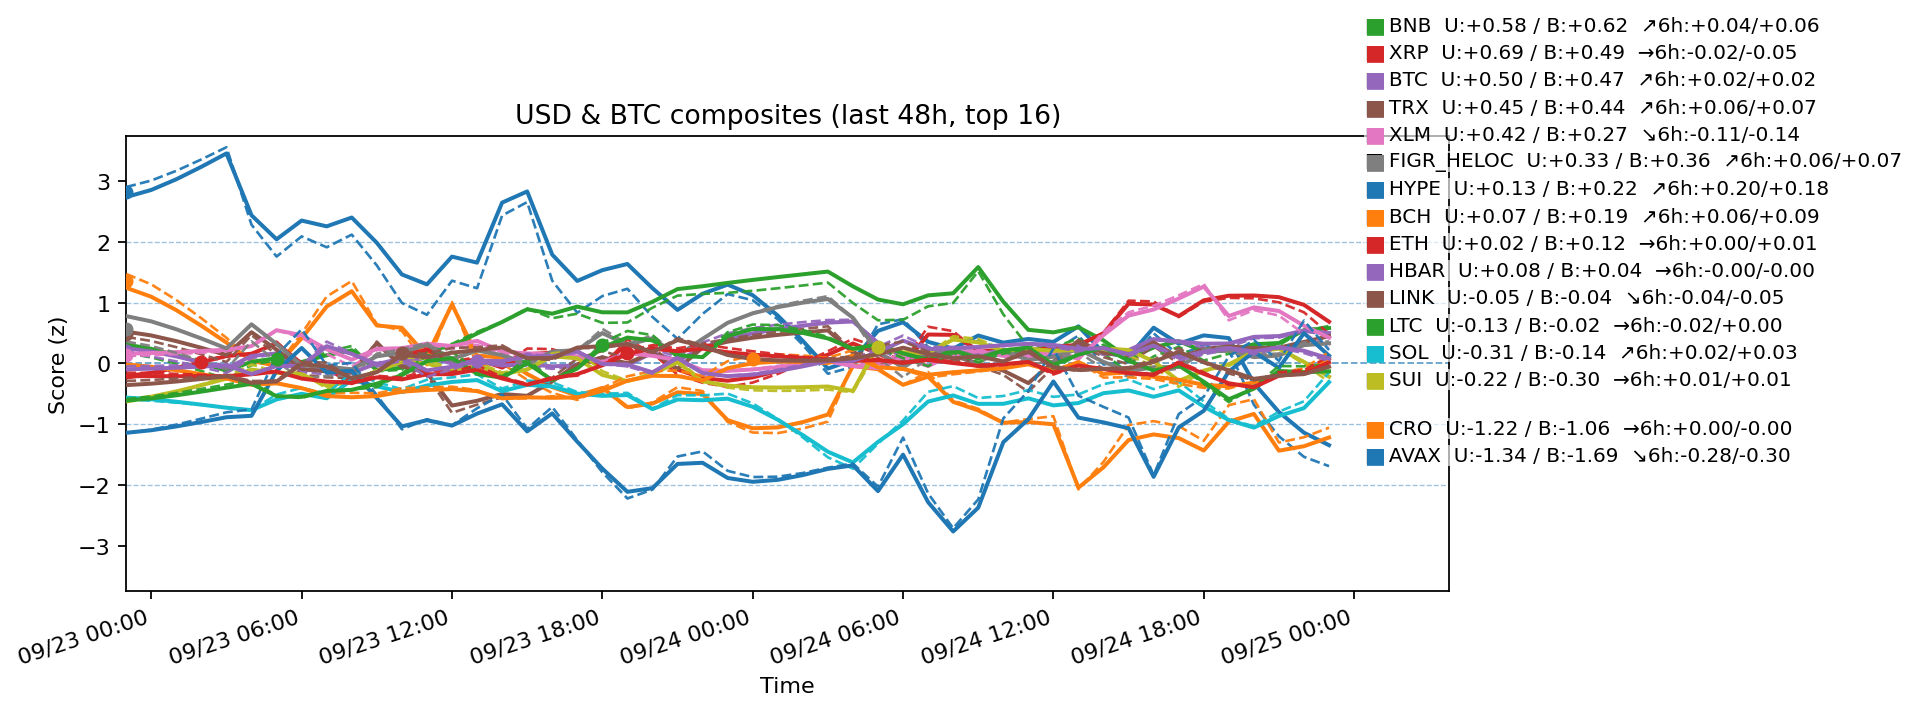 BNB  U:+0.58 / B:+0.62  ↗6h:+0.04/+0.06
XRP  U:+0.69 / B:+0.49  →6h:-0.02/-0.05
BTC  U:+0.50 / B:+0.47  ↗6h:+0.02/+0.02
TRX  U:+0.45 / B:+0.44  ↗6h:+0.06/+0.07
USD & BTC composites (last 48h, top 16)
XLM  U:+0.42 / B:+0.27  ↘6h:-0.11/-0.14
FIGR_HELOC  U:+0.33 / B:+0.36  ↗6h:+0.06/+0.07
HYPE  U:+0.13 / B:+0.22  ↗6h:+0.20/+0.18
BCH  U:+0.07 / B:+0.19  ↗6h:+0.06/+0.09
ETH  U:+0.02 / B:+0.12  →6h:+0.00/+0.01
HBAR  U:+0.08 / B:+0.04  →6h:-0.00/-0.00
LINK  U:-0.05 / B:-0.04  ↘6h:-0.04/-0.05
LTC  U:-0.13 / B:-0.02  →6h:-0.02/+0.00
SOL  U:-0.31 / B:-0.14  ↗6h:+0.02/+0.03
SUI  U:-0.22 / B:-0.30  →6h:+0.01/+0.01
CRO  U:-1.22 / B:-1.06  →6h:+0.00/-0.00
AVAX  U:-1.34 / B:-1.69  ↘6h:-0.28/-0.30
Score (z)
3
2
1
0
−1
−2
−3
09/23 00:00
09/23 06:00
09/23 12:00
09/23 18:00
09/24 00:00
09/24 06:00
09/24 12:00
09/24 18:00
09/25 00:00
Time